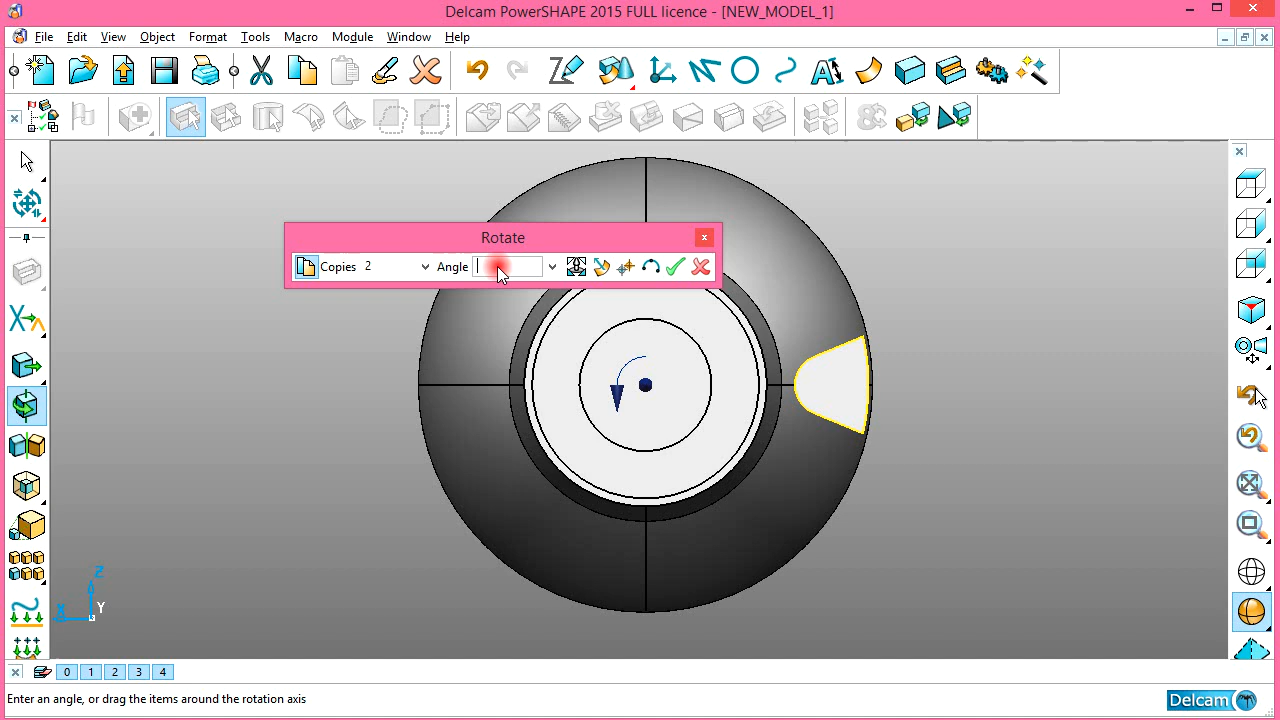 Delcam PowerSHAPE 2015 FULL licence - [NEW_MODEL_1]
File Edit View Object Format Tools Macro Module Window Help
Rotate
Copies 2 Angle
Z
X Y
0 1 2 3 4
Enter an angle, or drag the items around the rotation axis
Delcam